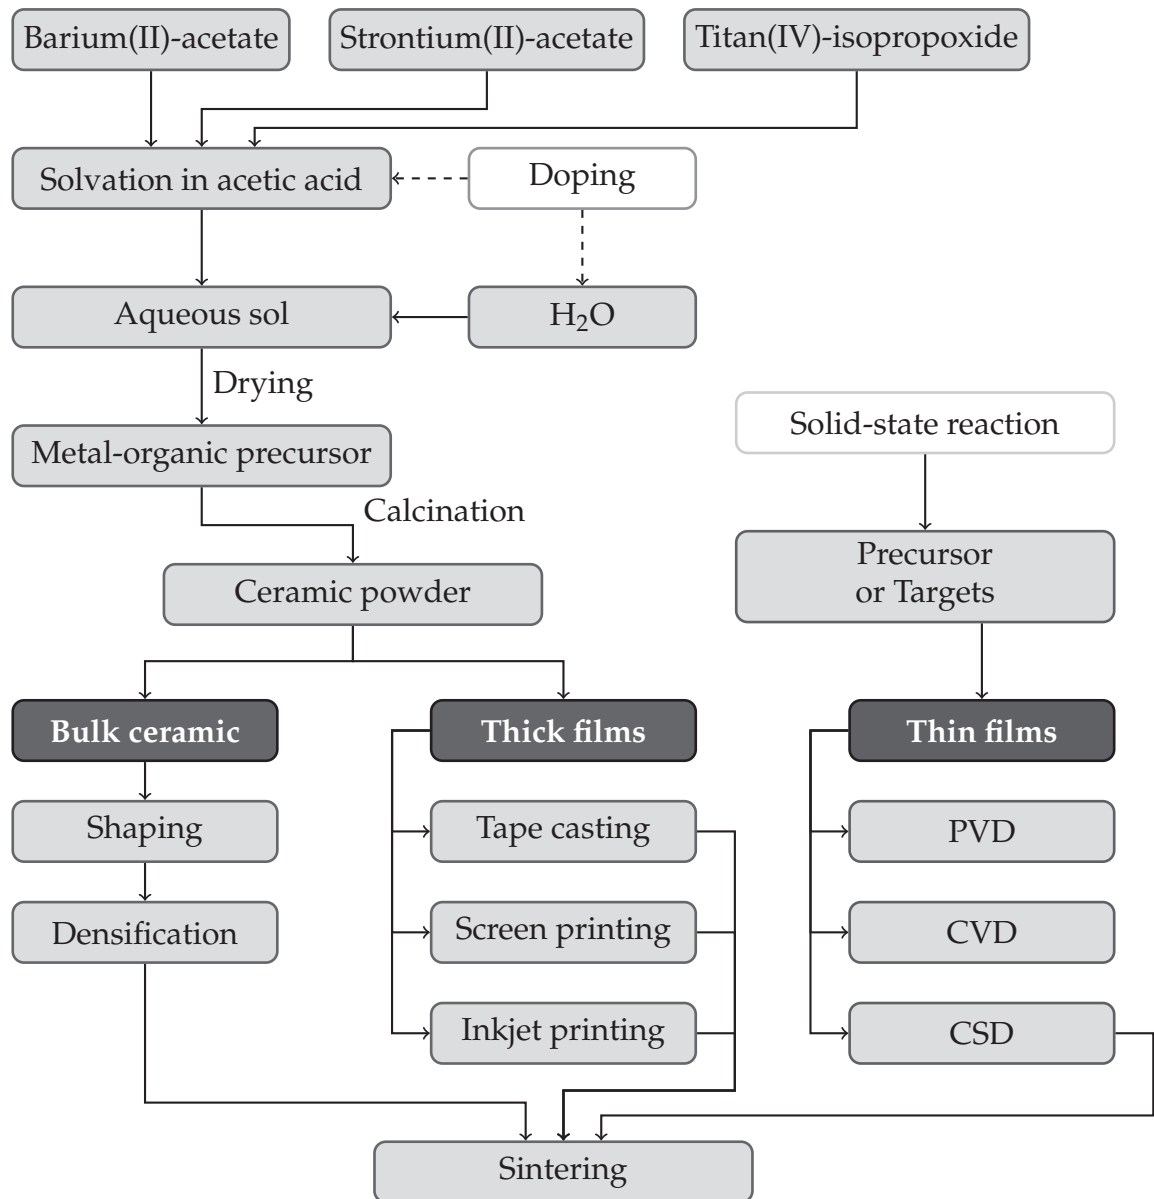 Barium(II)-acetate
Strontium(II)-acetate
Titan(IV)-isopropoxide
Solvation in acetic acid
Doping
Aqueous sol
H₂O
Drying
Solid-state reaction
Metal-organic precursor
Calcination
Precursor
or Targets
Ceramic powder
Bulk ceramic
Thick films
Thin films
Shaping
Tape casting
PVD
Densification
Screen printing
CVD
Inkjet printing
CSD
Sintering